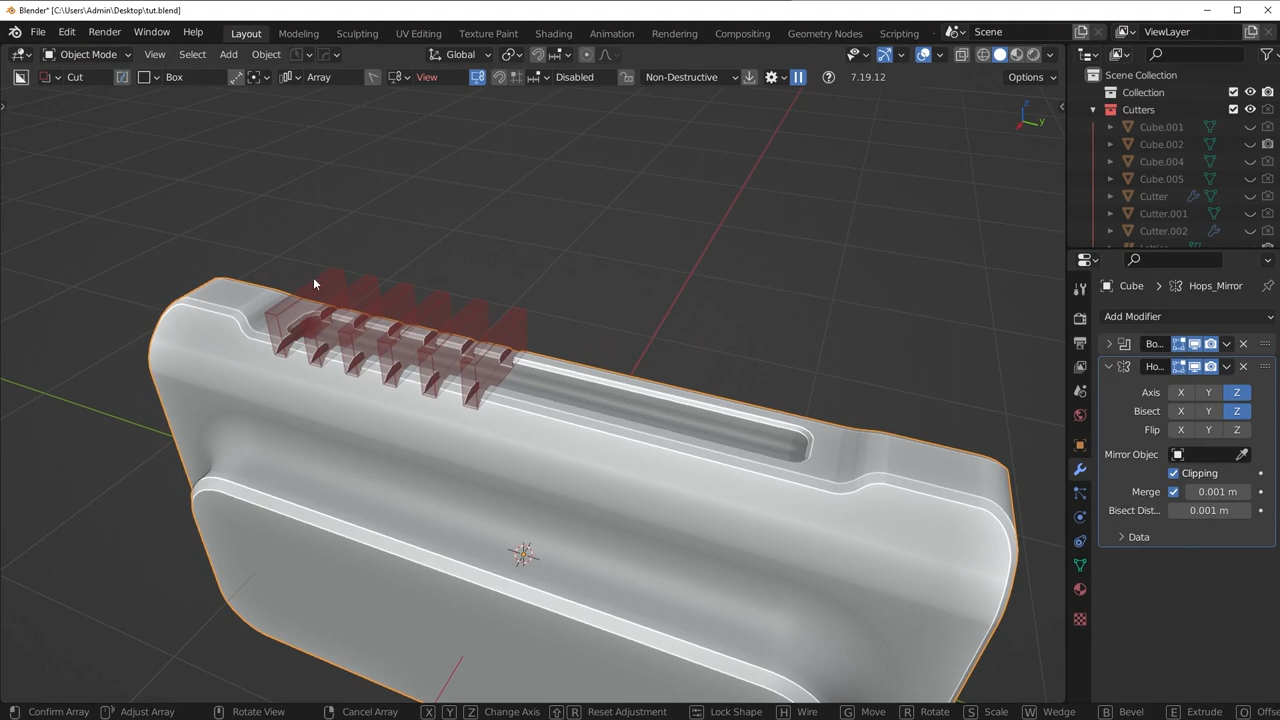 Blender* [C:\Users\Admin\Desktop\tut.blend]
File Edit Render Window Help Layout Modeling Sculpting UV Editing Texture Paint Shading Animation Rendering Compositing Geometry Nodes Scripting Scene ViewLayer
Object Mode View Select Add Object Global
Cut Box Array View Disabled Non-Destructive 7.19.12 Options
Scene Collection
Collection
Cutters
Cube.001
Cube.002
Cube.004
Cube.005
Cutter
Cutter.001
Cutter.002
Z
X
Y
Cube > Hops_Mirror
Add Modifier
Bo...
Ho...
Axis X Y Z
Bisect X Y Z
Flip X Y Z
Mirror Objec
Clipping
Merge 0.001 m
Bisect Dist... 0.001 m
Data
Confirm Array Adjust Array Rotate View Cancel Array X Y Z Change Axis R Reset Adjustment Lock Shape H Wire G Move R Rotate S Scale W Wedge B Bevel E Extrude O Offse